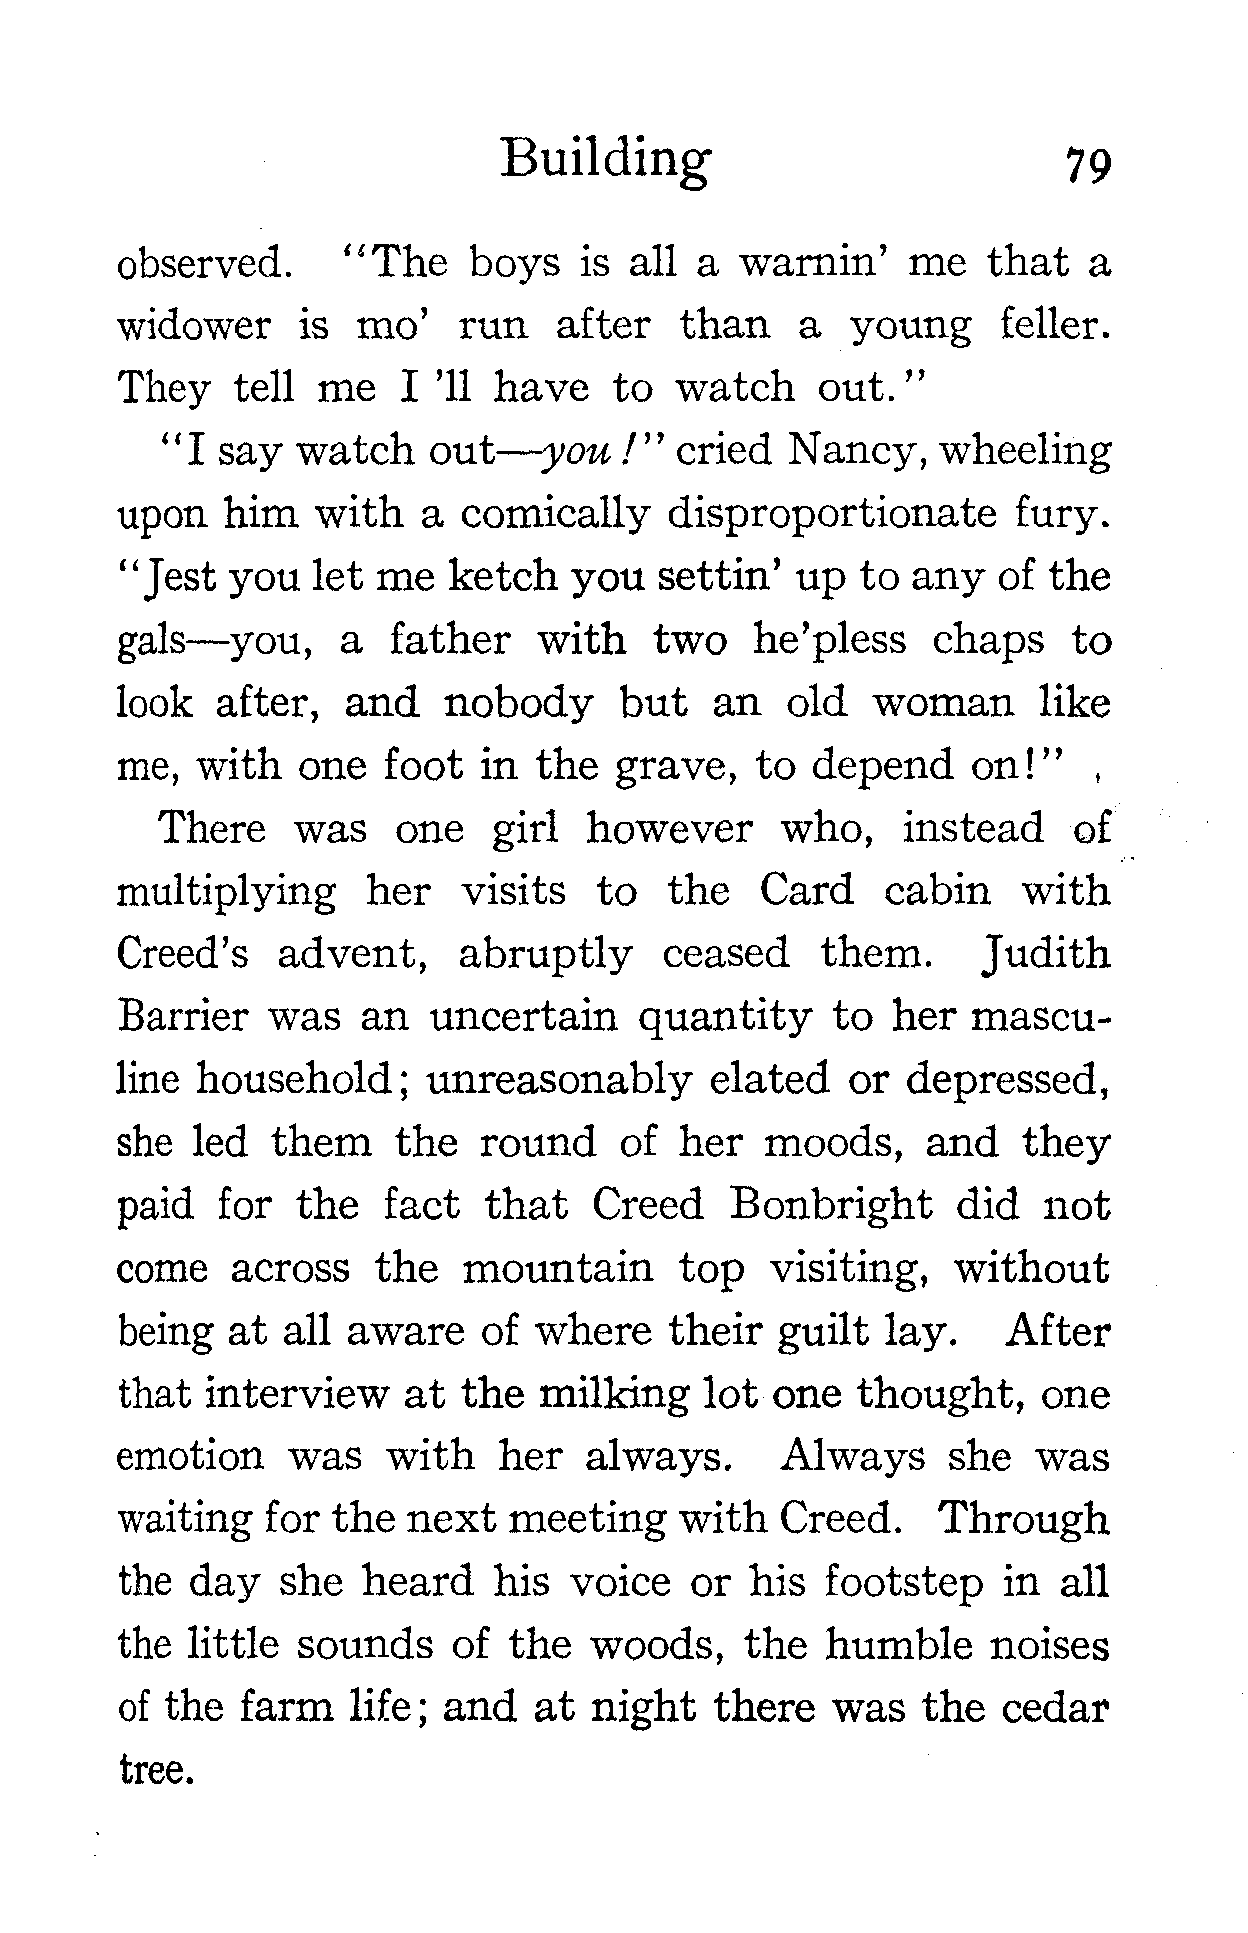 Building 79
observed. "The boys is all a warnin' me that a
widower is mo' run after than a young feller.
They tell me I 'll have to watch out."
"I say watch out—you!" cried Nancy, wheeling
upon him with a comically disproportionate fury.
"Jest you let me ketch you settin' up to any of the
gals—you, a father with two he'pless chaps to
look after, and nobody but an old woman like
me, with one foot in the grave, to depend on!"
There was one girl however who, instead of
multiplying her visits to the Card cabin with
Creed's advent, abruptly ceased them. Judith
Barrier was an uncertain quantity to her mascu-
line household; unreasonably elated or depressed,
she led them the round of her moods, and they
paid for the fact that Creed Bonbright did not
come across the mountain top visiting, without
being at all aware of where their guilt lay. After
that interview at the milking lot one thought, one
emotion was with her always. Always she was
waiting for the next meeting with Creed. Through
the day she heard his voice or his footstep in all
the little sounds of the woods, the humble noises
of the farm life; and at night there was the cedar
tree.